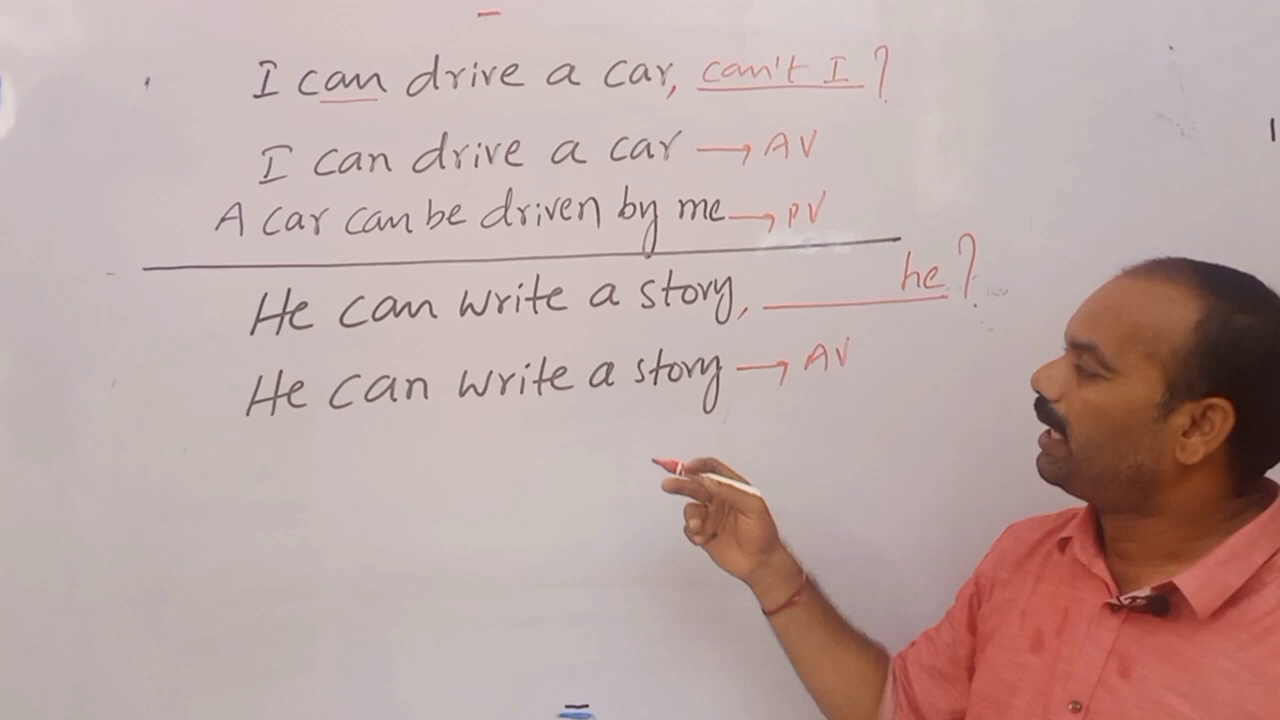 I can drive a car, can't I?
I can drive a car → AV
A car can be driven by me → PV
He can write a story, ______ he?
He can write a story → AV